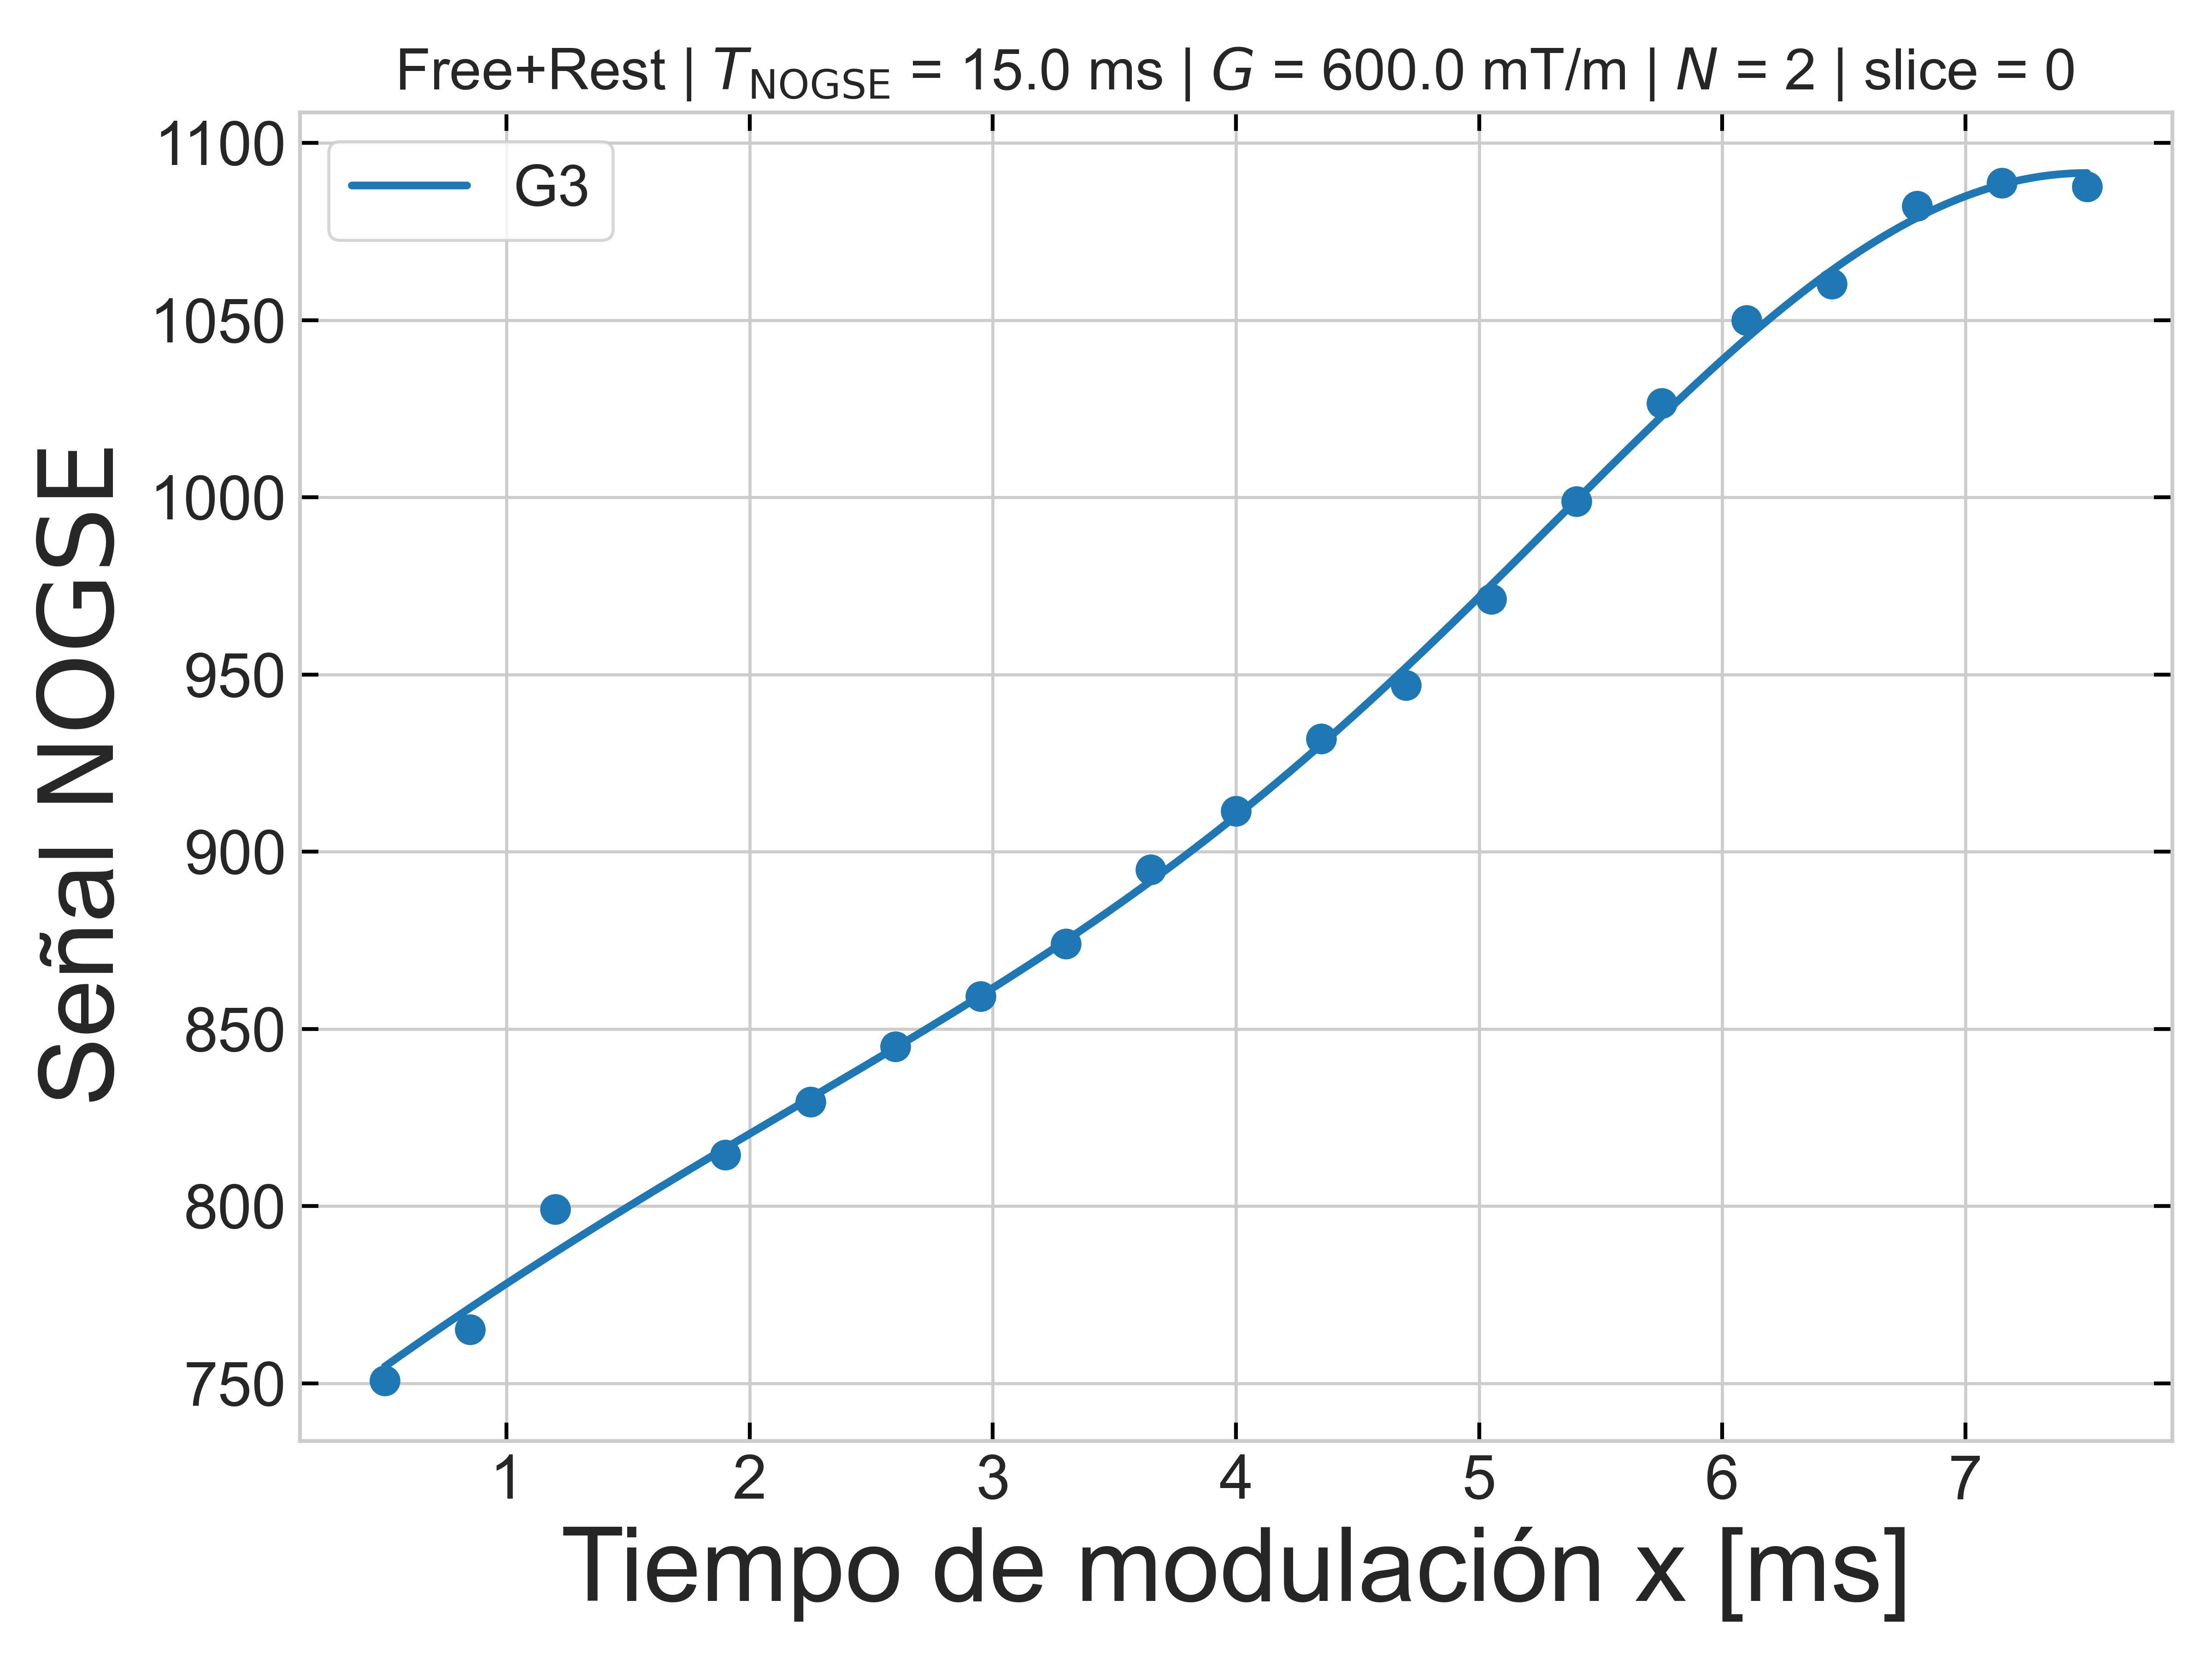 Free+Rest | T_NOGSE = 15.0 ms | G = 600.0 mT/m | N = 2 | slice = 0
G3
1100
1050
1000
950
900
850
800
750
Señal NOGSE
1 2 3 4 5 6 7
Tiempo de modulación x [ms]